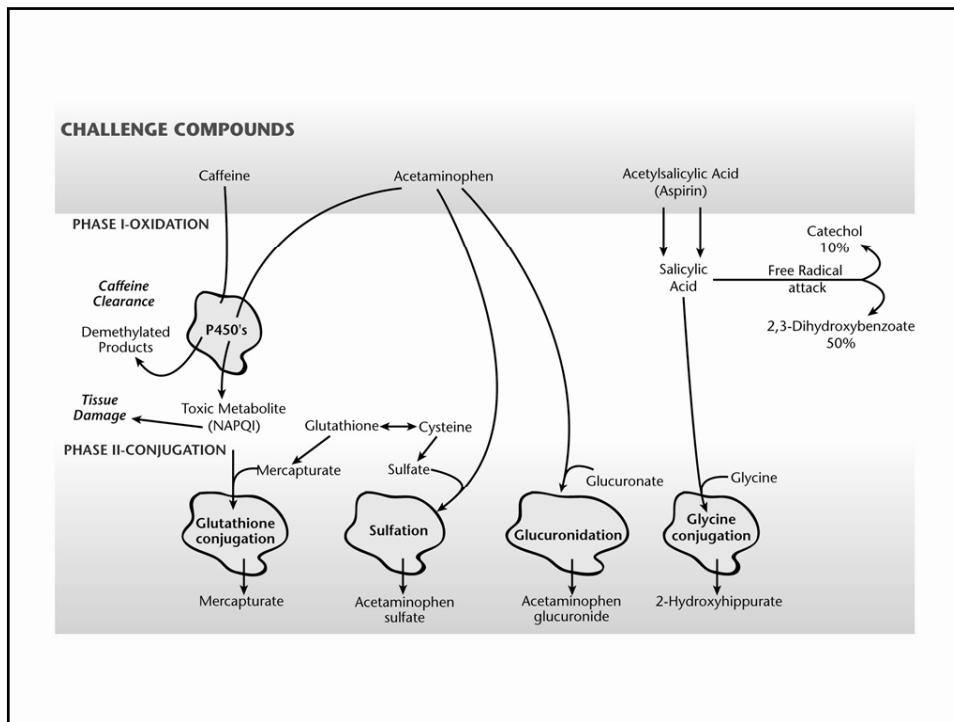 CHALLENGE COMPOUNDS
Caffeine
Acetaminophen
Acetylsalicylic Acid
(Aspirin)
PHASE I-OXIDATION
Catechol
10%
Salicylic
Acid
Free Radical
attack
Caffeine
Clearance
P450's
Demethylated
Products
2,3-Dihydroxybenzoate
50%
Tissue
Damage
Toxic Metabolite
(NAPQI)
Glutathione
Cysteine
PHASE II-CONJUGATION
Mercapturate
Sulfate
Glucuronate
Glycine
Glutathione
conjugation
Sulfation
Glucuronidation
Glycine
conjugation
Mercapturate
Acetaminophen
sulfate
Acetaminophen
glucuronide
2-Hydroxyhippurate